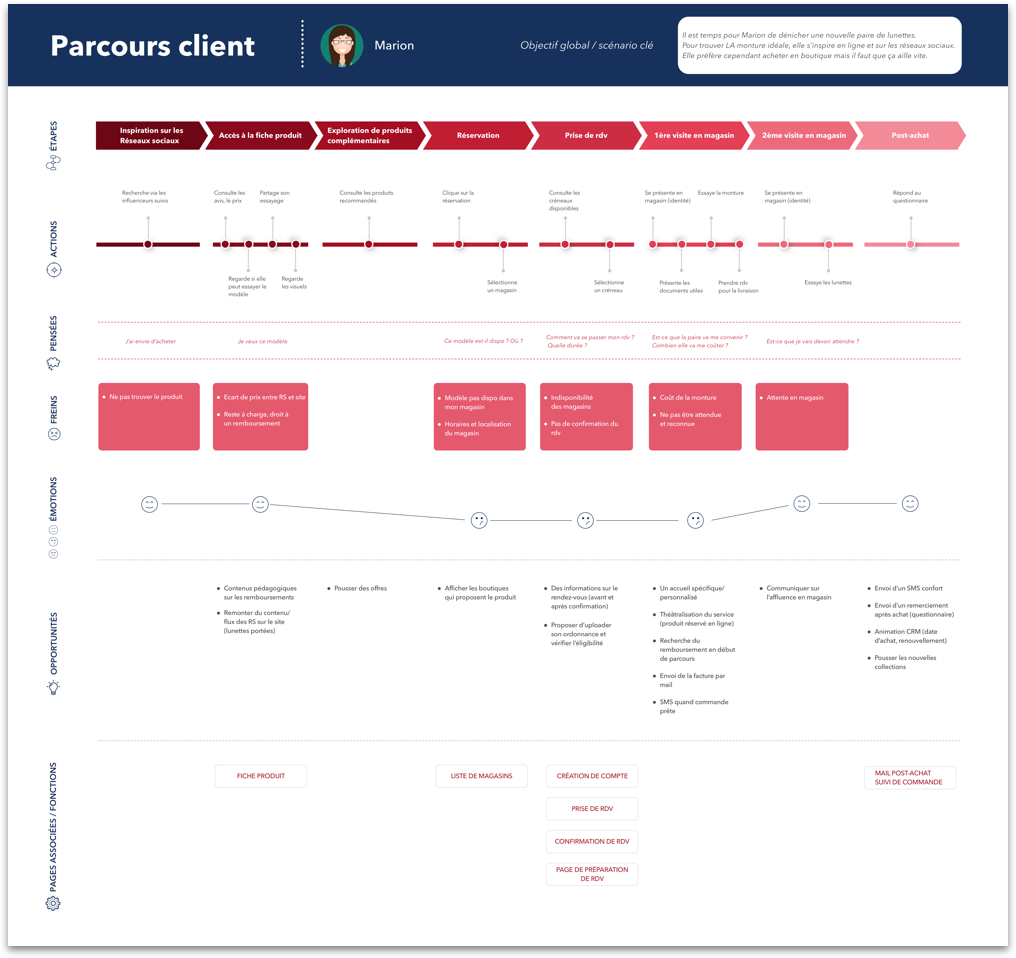 Parcours client
Marion
Objectif global / scénario clé
Il est temps pour Marion de dénicher une nouvelle paire de lunettes.
Pour trouver LA monture idéale, elle s'inspire en ligne et sur les réseaux sociaux.
Elle préfère cependant acheter en boutique mais il faut que ça aille vite.
ÉTAPES
Inspiration sur les
Réseaux sociaux
Accès à la fiche produit
Exploration de produits
complémentaires
Réservation
Prise de rdv
1ère visite en magasin
2ème visite en magasin
Post-achat
ACTIONS
Recherche via les
influenceurs suivis
Consulte les
avis, le prix
Partage son
essayage
Consulte les produits
recommandés
Clique sur la
réservation
Consulte les
créneaux
disponibles
Se présente en
magasin (identité)
Essaye la monture
Se présente en
magasin (identité)
Répond au
questionnaire
Regarde si elle
peut essayer le
modèle
Regarde
les visuels
Sélectionne
un magasin
Sélectionne
un créneau
Présente les
documents utiles
Prendre rdv
pour la livraison
Essaye les lunettes
PENSÉES
J'ai envie d'acheter
Je veux ce modèle
Ce modèle est-il dispo ? Où ?
Comment va se passer mon rdv ?
Quelle durée ?
Est-ce que la paire va me convenir ?
Combien elle va me coûter ?
Est-ce que je vais devoir attendre ?
FREINS
• Ne pas trouver le produit
• Ecart de prix entre RS et site
• Reste à charge, droit à
un remboursement
• Modèle pas dispo dans
mon magasin
• Horaires et localisation
du magasin
• Indisponibilité
des magasins
• Pas de confirmation du
rdv
• Coût de la monture
• Ne pas être attendue
et reconnue
• Attente en magasin
ÉMOTIONS
OPPORTUNITÉS
• Contenus pédagogiques
sur les remboursements
• Remonter du contenu/
flux des RS sur le site
(lunettes portées)
• Pousser des offres
• Afficher les boutiques
qui proposent le produit
• Des informations sur le
rendez-vous (avant et
après confirmation)
• Proposer d'uploader
son ordonnance et
vérifier l'éligibilité
• Un accueil spécifique/
personnalisé
• Théâtralisation du service
(produit réservé en ligne)
• Recherche du
remboursement en début
de parcours
• Envoi de la facture par
mail
• SMS quand commande
prête
• Communiquer sur
l'affluence en magasin
• Envoi d'un SMS confort
• Envoi d'un remerciement
après achat (questionnaire)
• Animation CRM (date
d'achat, renouvellement)
• Pousser les nouvelles
collections
PAGES ASSOCIÉES / FONCTIONS
FICHE PRODUIT
LISTE DE MAGASINS
CRÉATION DE COMPTE
PRISE DE RDV
CONFIRMATION DE RDV
PAGE DE PRÉPARATION
DE RDV
MAIL POST-ACHAT
SUIVI DE COMMANDE